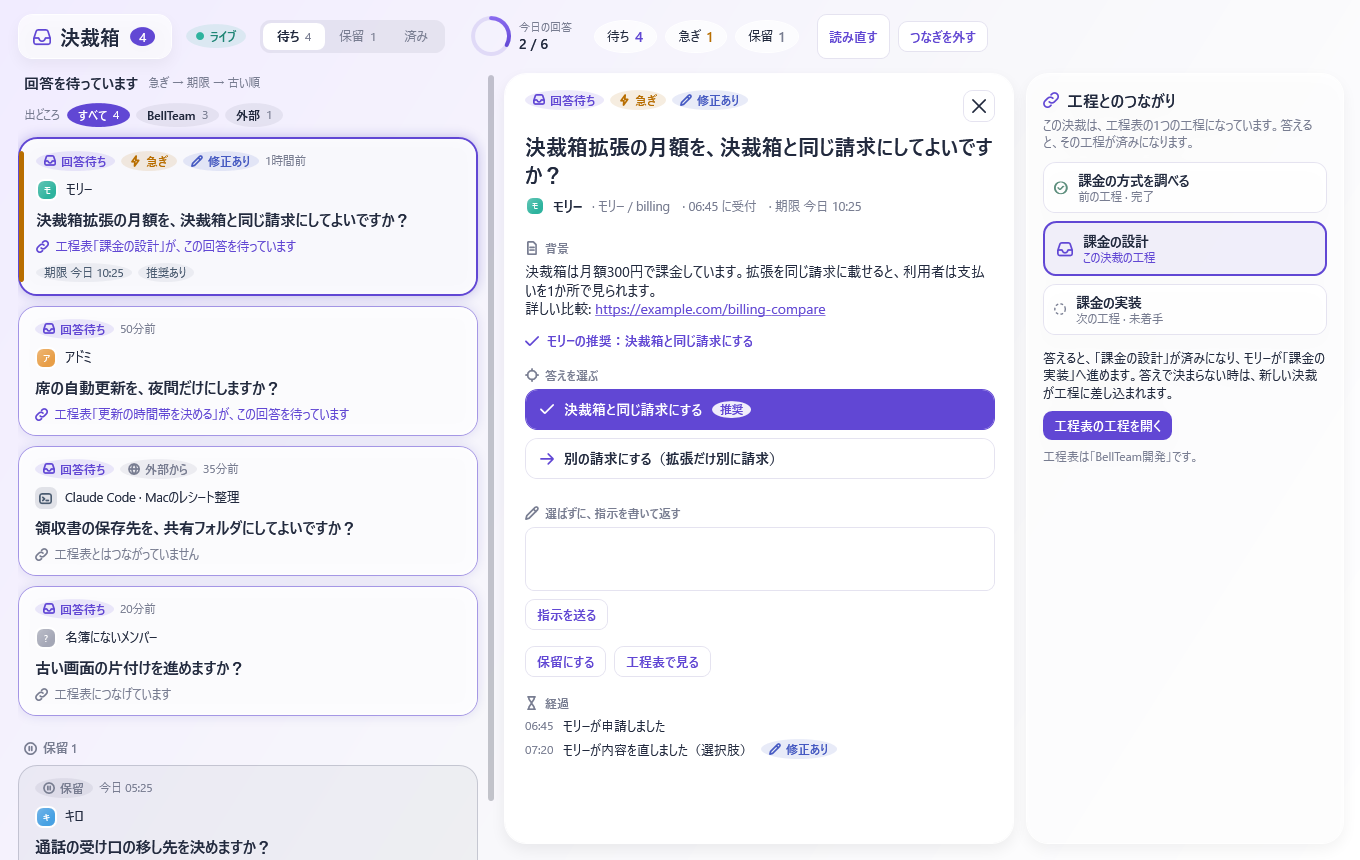 決裁箱 4
ライブ
待ち 4 保留 1 済み
今日の回答
2 / 6
待ち 4
急ぎ 1
保留 1
読み直す
つなぎを外す
回答を待っています 急ぎ → 期限 → 古い順
出どころ すべて 4 BellTeam 3 外部 1
回答待ち 急ぎ 修正あり 1時間前
モ モリー
決裁箱拡張の月額を、決裁箱と同じ請求にしてよいですか？
工程表「課金の設計」が、この回答を待っています
期限 今日 10:25 推奨あり
回答待ち 50分前
ア アドミ
席の自動更新を、夜間だけにしますか？
工程表「更新の時間帯を決める」が、この回答を待っています
回答待ち 外部から 35分前
Claude Code · Macのレシート整理
領収書の保存先を、共有フォルダにしてよいですか？
工程表とはつながっていません
回答待ち 20分前
? 名簿にないメンバー
古い画面の片付けを進めますか？
工程表につなげています
保留 1
保留 今日 05:25
キ キロ
通話の受け口の移し先を決めますか？
回答待ち 急ぎ 修正あり
決裁箱拡張の月額を、決裁箱と同じ請求にしてよいです
か？
モ モリー · モリー / billing · 06:45 に受付 · 期限 今日 10:25
背景
決裁箱は月額300円で課金しています。拡張を同じ請求に載せると、利用者は支払
いを1か所で見られます。
詳しい比較: https://example.com/billing-compare
モリーの推奨：決裁箱と同じ請求にする
答えを選ぶ
決裁箱と同じ請求にする 推奨
別の請求にする（拡張だけ別に請求）
選ばずに、指示を書いて返す
指示を送る
保留にする 工程表で見る
経過
06:45 モリーが申請しました
07:20 モリーが内容を直しました（選択肢） 修正あり
工程とのつながり
この決裁は、工程表の1つの工程になっています。答える
と、その工程が済みになります。
課金の方式を調べる
前の工程 · 完了
課金の設計
この決裁の工程
課金の実装
次の工程 · 未着手
答えると、「課金の設計」が済みになり、モリーが「課金の
実装」へ進めます。答えで決まらない時は、新しい決裁
が工程に差し込まれます。
工程表の工程を開く
工程表は「BellTeam開発」です。